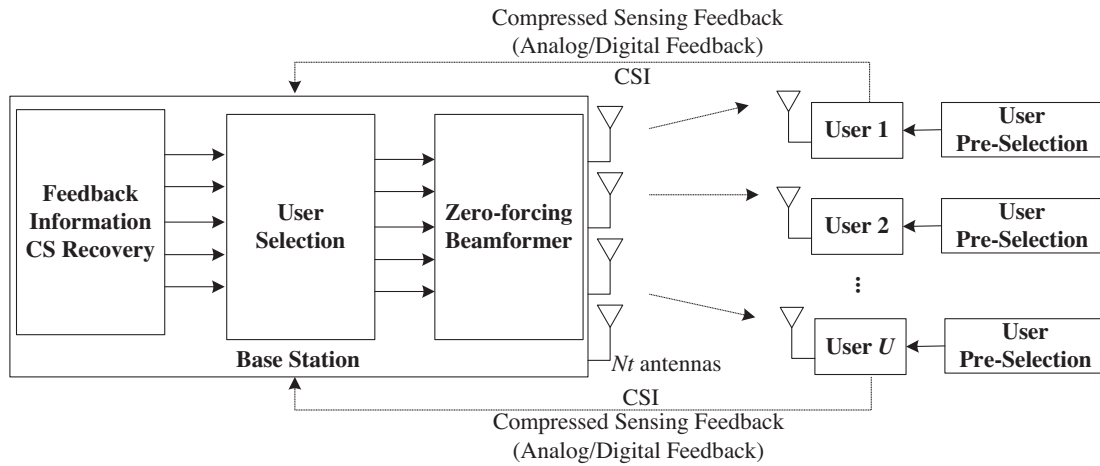 Compressed Sensing Feedback
(Analog/Digital Feedback)
CSI
Feedback
Information
CS Recovery
User
Selection
Zero-forcing
Beamformer
Base Station
Nt antennas
User 1
User
Pre-Selection
User 2
User
Pre-Selection
...
User U
User
Pre-Selection
CSI
Compressed Sensing Feedback
(Analog/Digital Feedback)